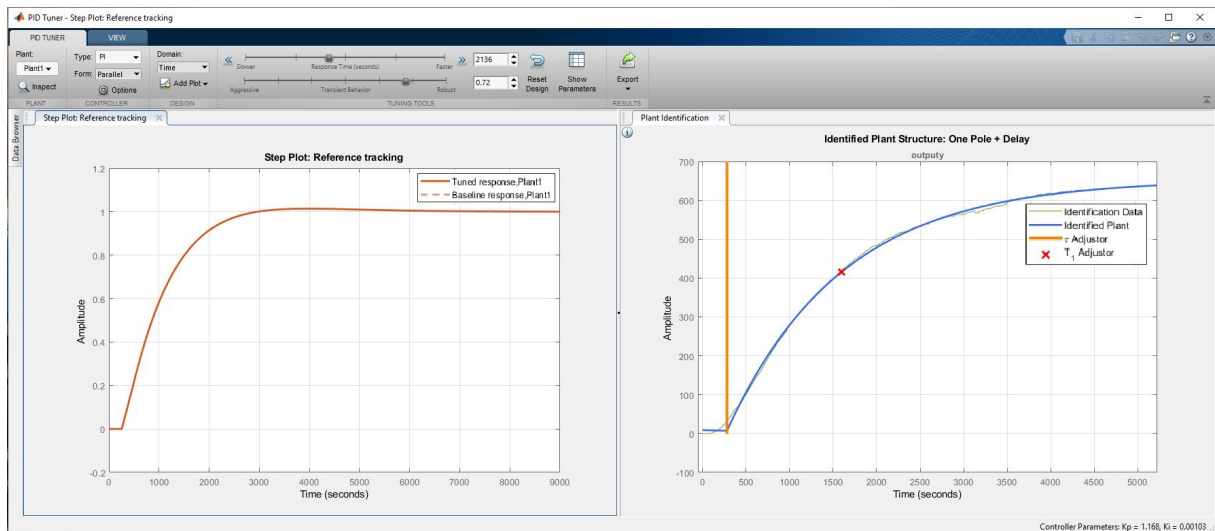 PID Tuner - Step Plot: Reference tracking
PID TUNER VIEW
Plant:
Plant1
Inspect
PLANT
Type: PI
Form: Parallel
Options
CONTROLLER
Domain:
Time
Add Plot
DESIGN
Slower Response Time (seconds) Faster 2136
Aggressive Transient Behavior Robust 0.72
Reset Design
Show Parameters
TUNING TOOLS
Export
RESULTS
Data Browser
Step Plot: Reference tracking
Step Plot: Reference tracking
Tuned response,Plant1
Baseline response,Plant1
Amplitude
1.2
1
0.8
0.6
0.4
0.2
0
-0.2
0 1000 2000 3000 4000 5000 6000 7000 8000 9000
Time (seconds)
Plant Identification
Identified Plant Structure: One Pole + Delay
outputy
Identification Data
Identified Plant
τ Adjustor
T1 Adjustor
Amplitude
700
600
500
400
300
200
100
0
-100
0 500 1000 1500 2000 2500 3000 3500 4000 4500 5000
Time (seconds)
Controller Parameters: Kp = 1.168, Ki = 0.00103